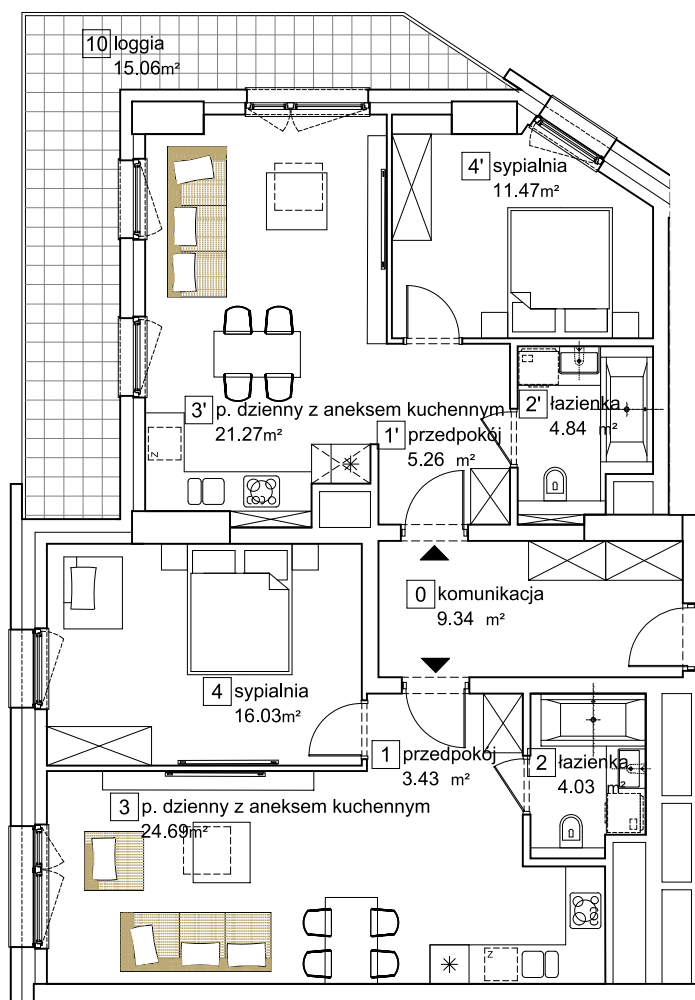 10 loggia
15.06m²
4' sypialnia
11.47m²
3' p. dzienny z aneksem kuchennym
21.27m²
2' łazienka
4.84 m²
1' przedpokój
5.26 m²
z
0 komunikacja
9.34 m²
4 sypialnia
16.03m²
1 przedpokój
3.43 m²
2 łazienka
4.03 m²
3 p. dzienny z aneksem kuchennym
24.69m²
z